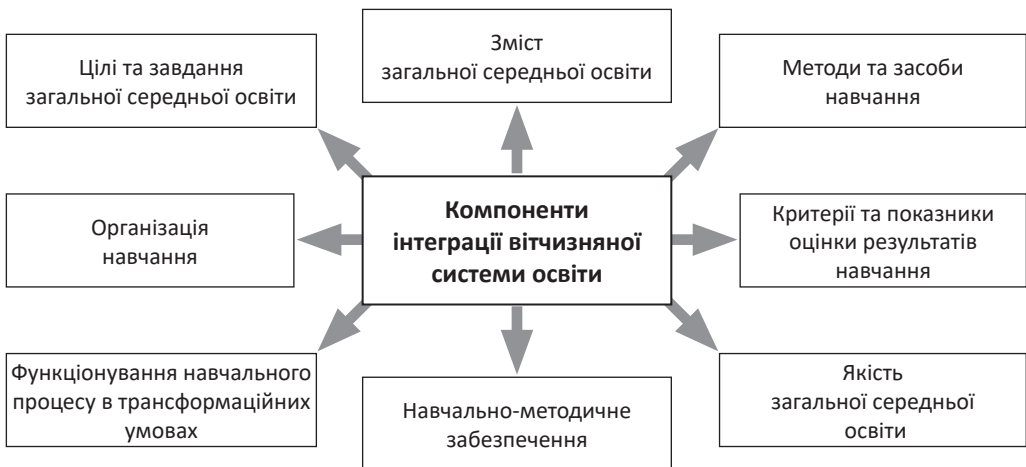 Цілі та завдання
загальної середньої освіти
Зміст
загальної середньої освіти
Методи та засоби
навчання
Організація
навчання
Компоненти
інтеграції вітчизняної
системи освіти
Критерії та показники
оцінки результатів
навчання
Функціонування навчального
процесу в трансформаційних
умовах
Навчально-методичне
забезпечення
Якість
загальної середньої
освіти